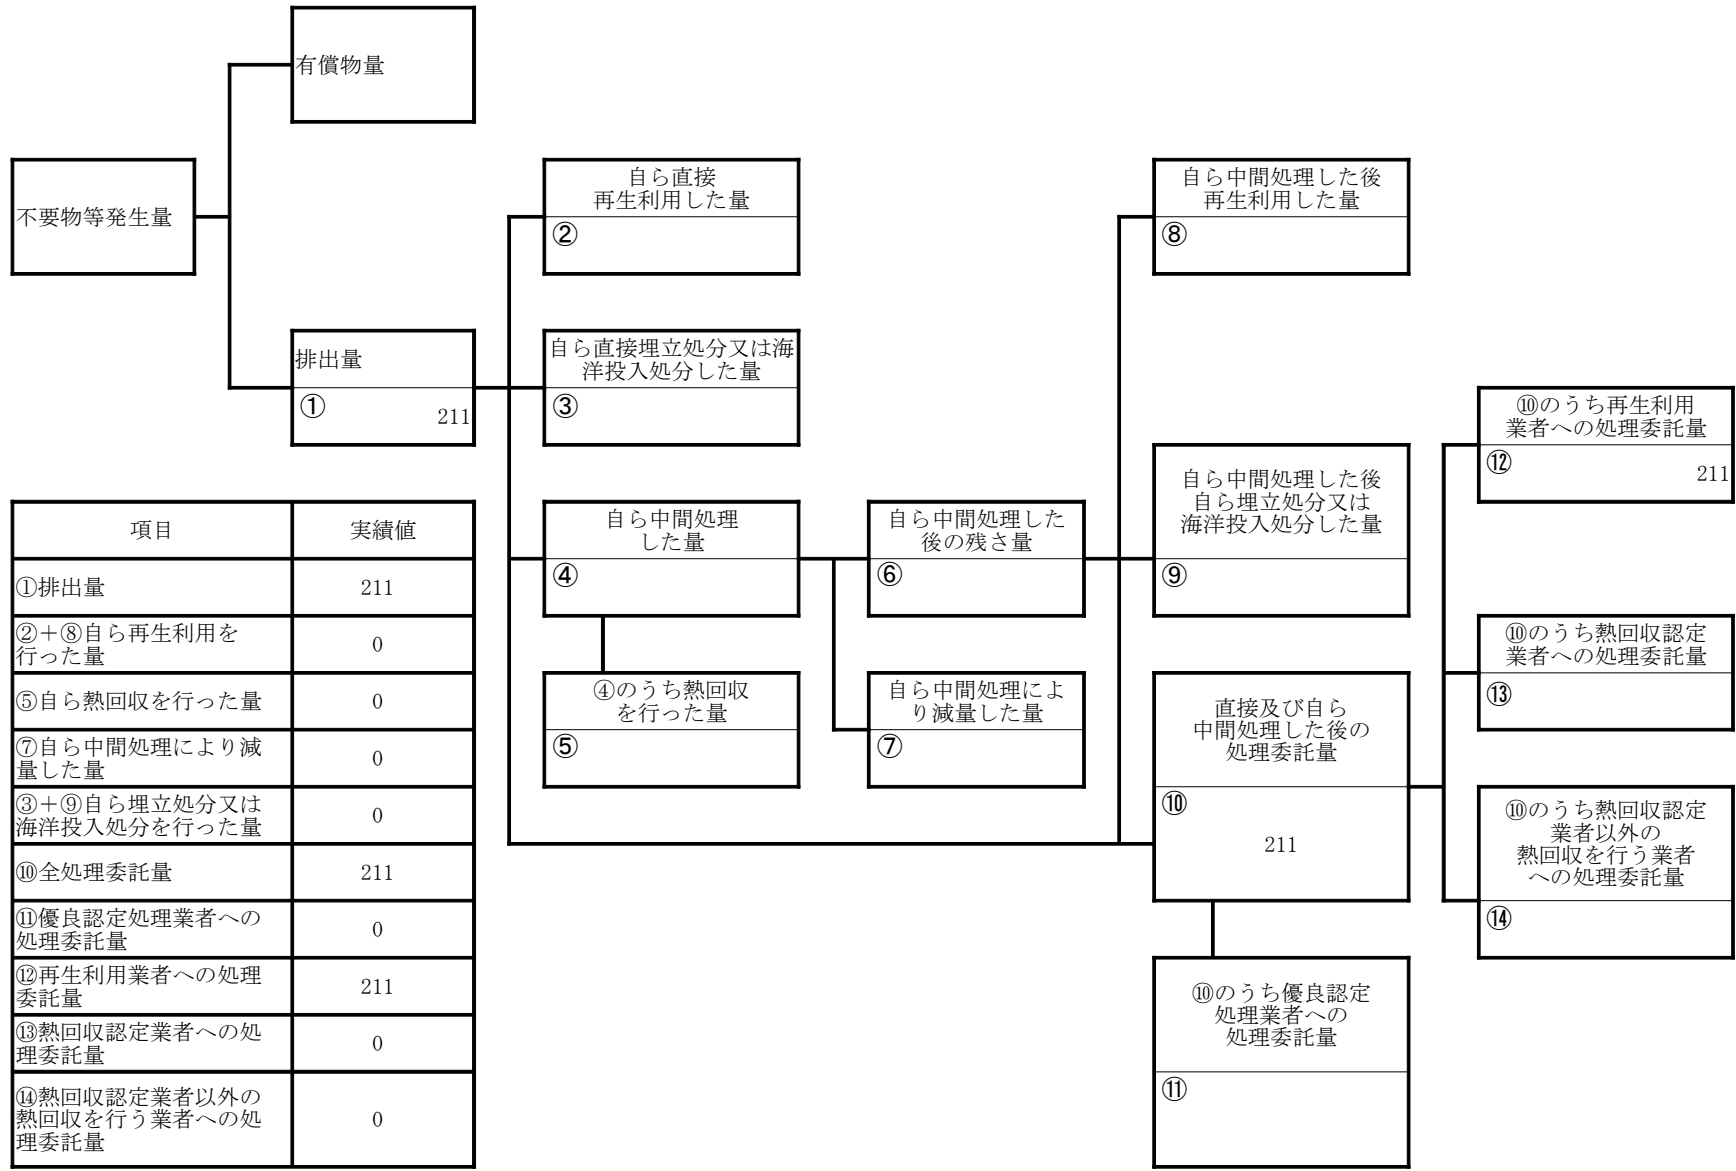 有償物量
不要物等発生量
自ら直接
再生利用した量
②
自ら中間処理した後
再生利用した量
⑧
排出量
①
211
自ら直接埋立処分又は海
洋投入処分した量
③
⑩のうち再生利用
業者への処理委託量
⑫
211
自ら中間処理
した量
④
自ら中間処理した
後の残さ量
⑥
自ら中間処理した後
自ら埋立処分又は
海洋投入処分した量
⑨
⑩のうち熱回収認定
業者への処理委託量
⑬
④のうち熱回収
を行った量
⑤
自ら中間処理によ
り減量した量
⑦
直接及び自ら
中間処理した後の
処理委託量
⑩
211
⑩のうち熱回収認定
業者以外の
熱回収を行う業者
への処理委託量
⑭
⑩のうち優良認定
処理業者への
処理委託量
⑪
項目
実績値
①排出量
211
②＋⑧自ら再生利用を
行った量
0
⑤自ら熱回収を行った量
0
⑦自ら中間処理により減
量した量
0
③＋⑨自ら埋立処分又は
海洋投入処分を行った量
0
⑩全処理委託量
211
⑪優良認定処理業者への
処理委託量
0
⑫再生利用業者への処理
委託量
211
⑬熱回収認定業者への処
理委託量
0
⑭熱回収認定業者以外の
熱回収を行う業者への処
理委託量
0